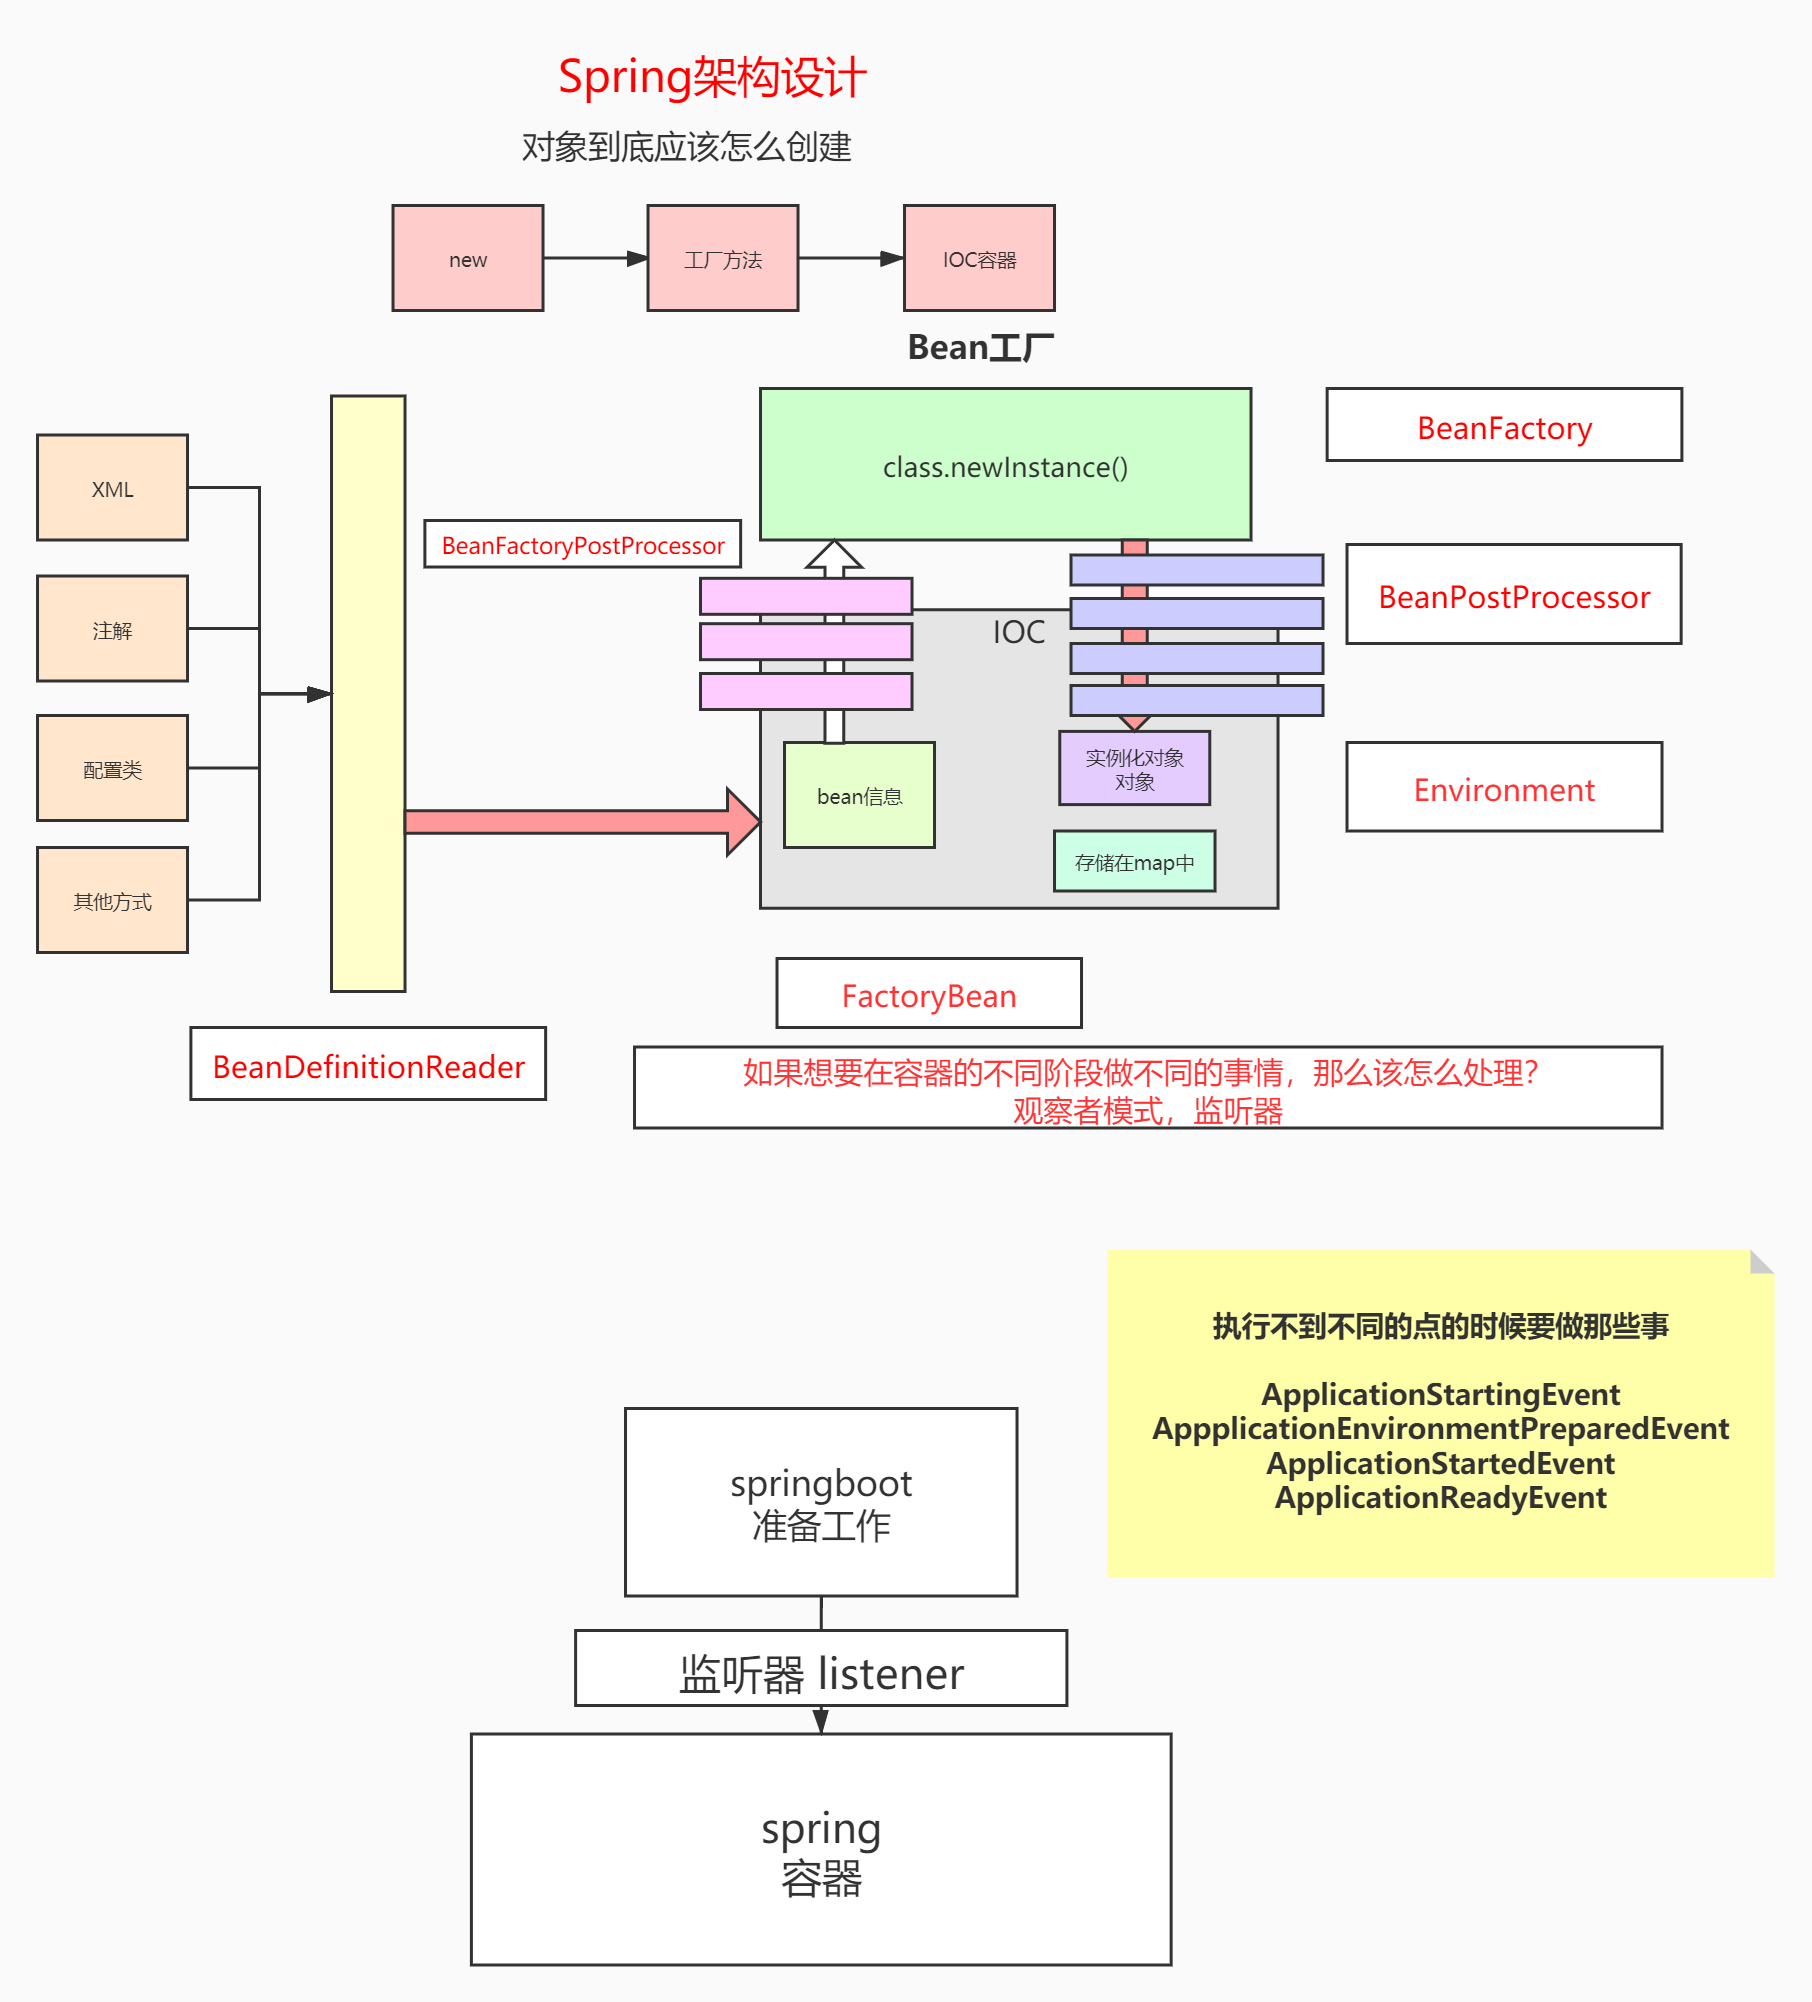 Spring架构设计
对象到底应该怎么创建
new
工厂方法
IOC容器
Bean工厂
class.newInstance()
BeanFactory
XML
BeanFactoryPostProcessor
BeanPostProcessor
注解
IOC
配置类
实例化对象
对象
bean信息
Environment
存储在map中
其他方式
FactoryBean
BeanDefinitionReader
如果想要在容器的不同阶段做不同的事情，那么该怎么处理？
观察者模式，监听器
执行不到不同的点的时候要做那些事
ApplicationStartingEvent
AppplicationEnvironmentPreparedEvent
ApplicationStartedEvent
ApplicationReadyEvent
springboot
准备工作
监听器 listener
spring
容器